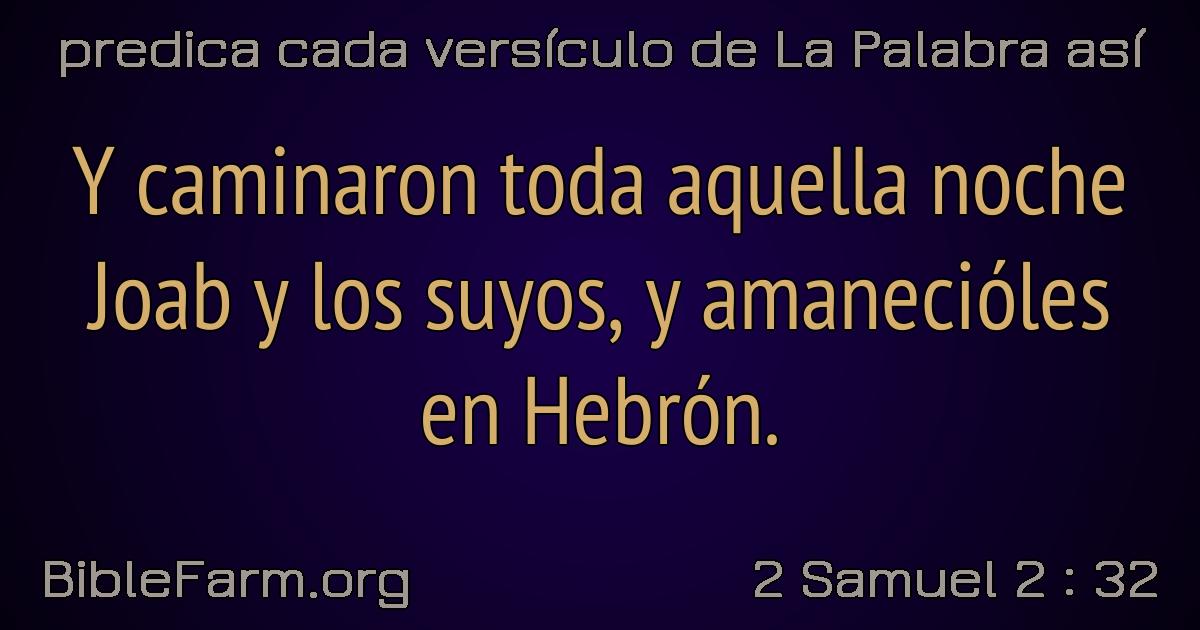 predica cada versículo de La Palabra así
Y caminaron toda aquella noche
Joab y los suyos, y amanecióles
en Hebrón.
BibleFarm.org
2 Samuel 2 : 32